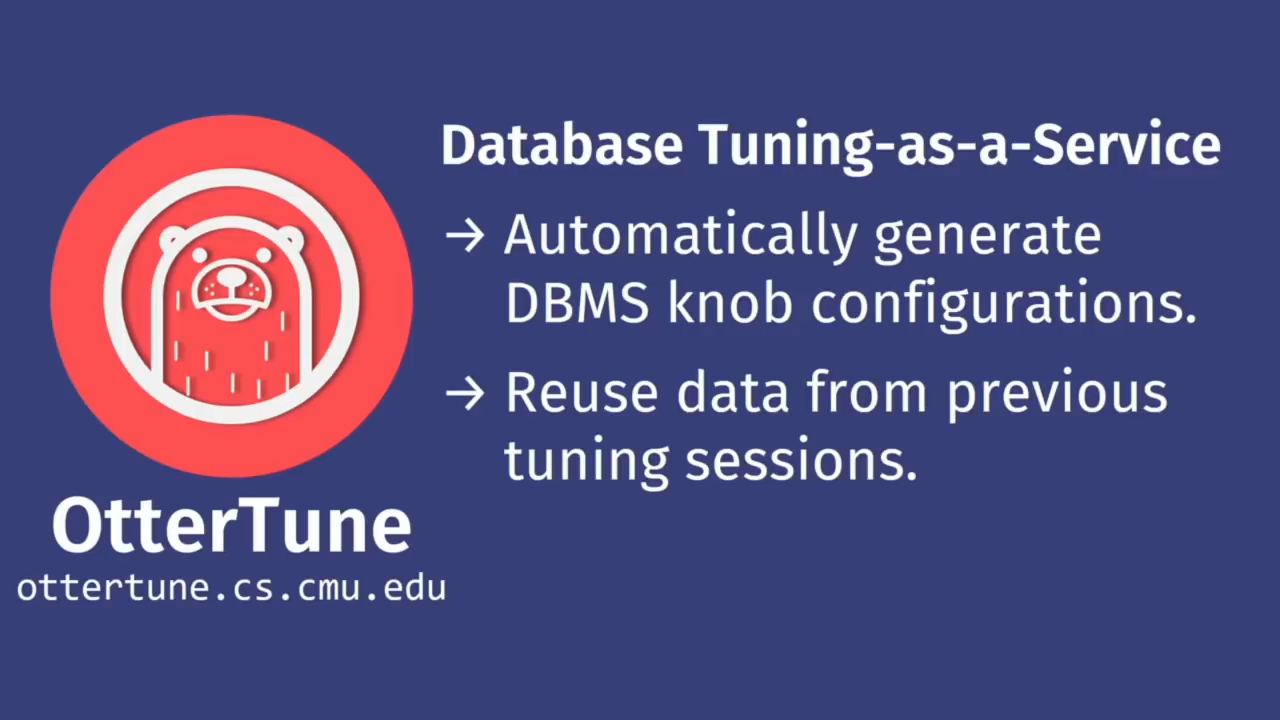 Database Tuning-as-a-Service
→ Automatically generate
DBMS knob configurations.
→ Reuse data from previous
tuning sessions.
OtterTune
ottertune.cs.cmu.edu